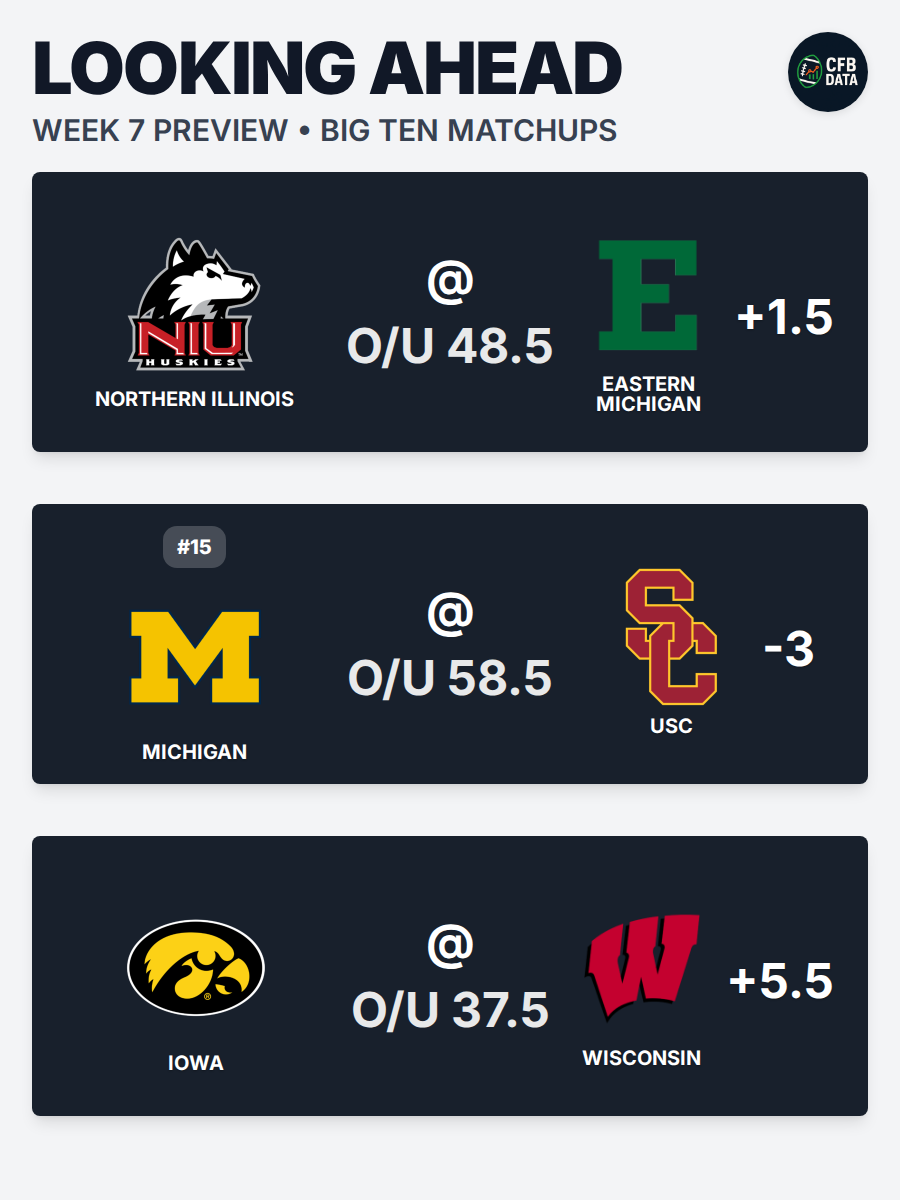 LOOKING AHEAD
CFB
DATA
WEEK 7 PREVIEW • BIG TEN MATCHUPS
NIU
HUSKIES
NORTHERN ILLINOIS
@
O/U 48.5
E
EASTERN
MICHIGAN
+1.5
#15
M
MICHIGAN
@
O/U 58.5
SC
USC
-3
®
IOWA
@
O/U 37.5
W
WISCONSIN
+5.5